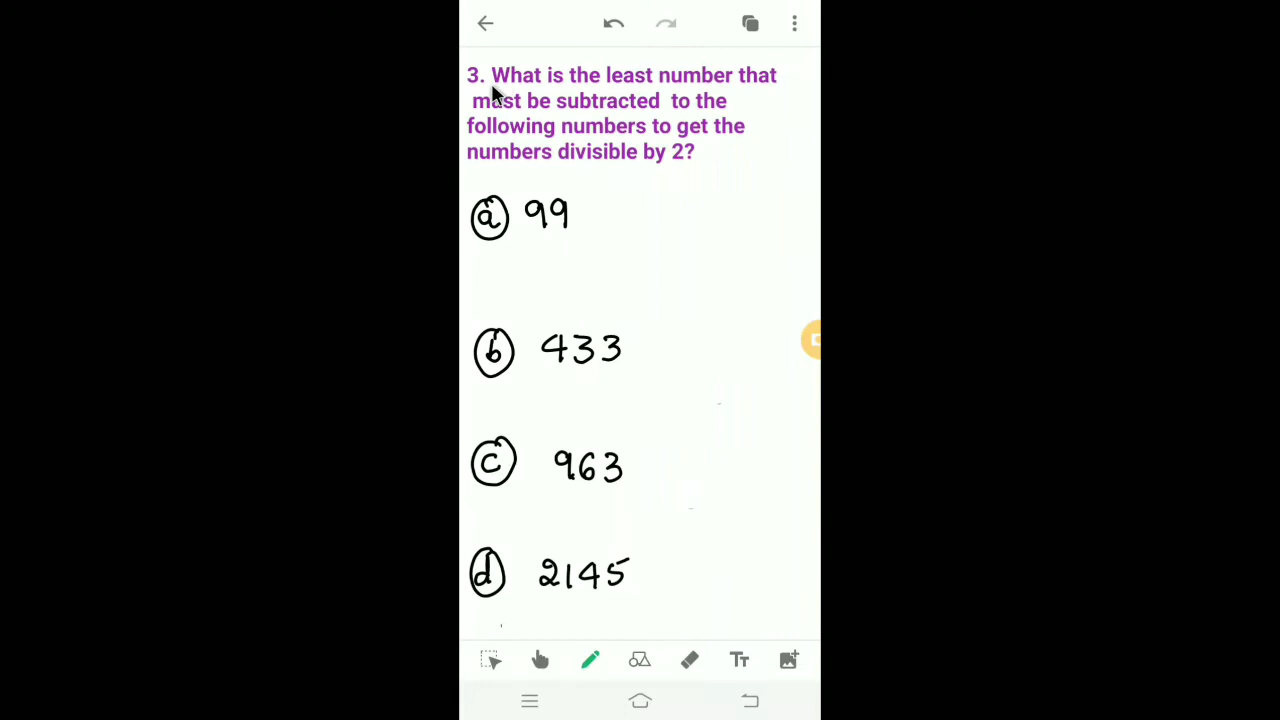 3. What is the least number that
must be subtracted to the
following numbers to get the
numbers divisible by 2?
a 99
b 433
c 963
d 2145
Tт